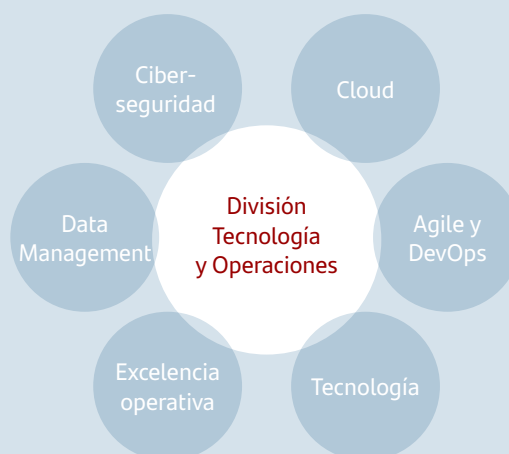 Ciber-
seguridad
Cloud
División
Tecnología
y Operaciones
Data
Management
Agile y
DevOps
Excelencia
operativa
Tecnología